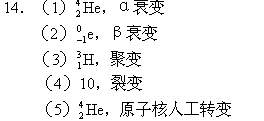 14. (1) ⁴₂He, α衰变
(2) ⁰₋₁e, β衰变
(3) ³₁H, 聚变
(4) 10, 裂变
(5) ⁴₂He, 原子核人工转变